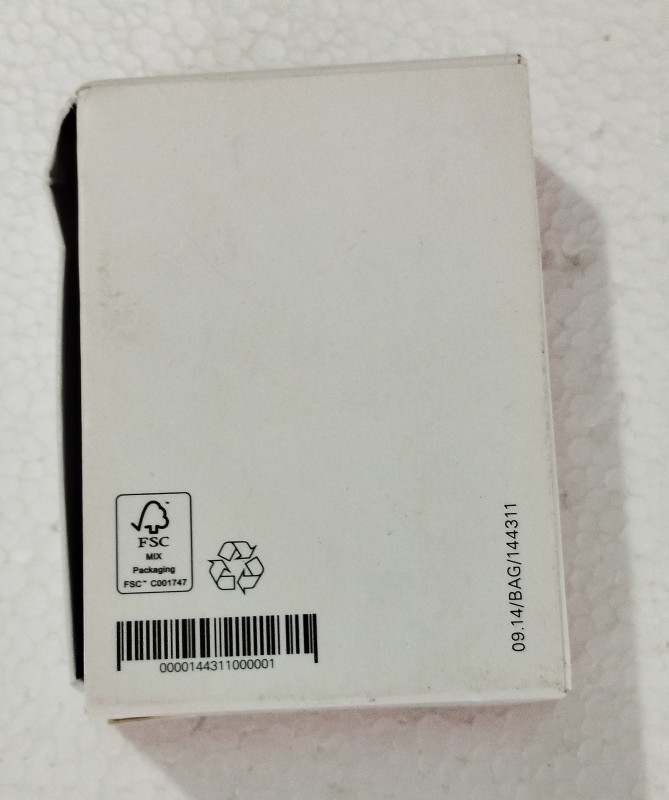 FSC
MIX
Packaging
FSC™ C001747
0000144311000001
09.14/BAG/144311